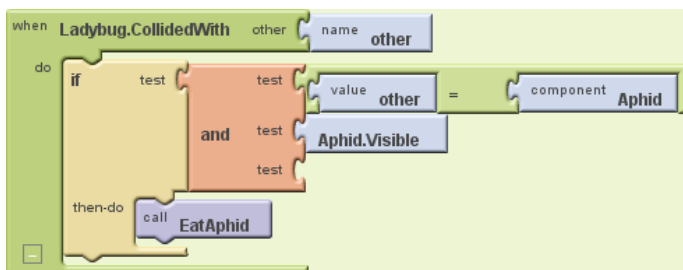 when Ladybug.CollidedWith other name other
do if test test value other = component Aphid
and test Aphid.Visible
test
then-do call EatAphid